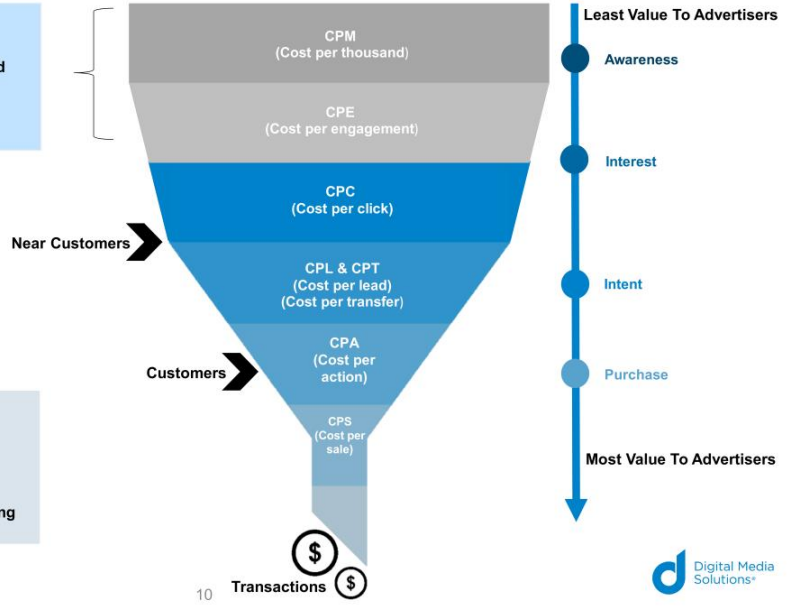 Least Value To Advertisers
CPM
(Cost per thousand)
Awareness
d
CPE
(Cost per engagement)
Interest
CPC
(Cost per click)
Near Customers
CPL & CPT
(Cost per lead)
(Cost per transfer)
Intent
CPA
(Cost per
action)
Customers
Purchase
CPS
(Cost per
sale)
Most Value To Advertisers
ng
$
Transactions
$
10
Digital Media
Solutions